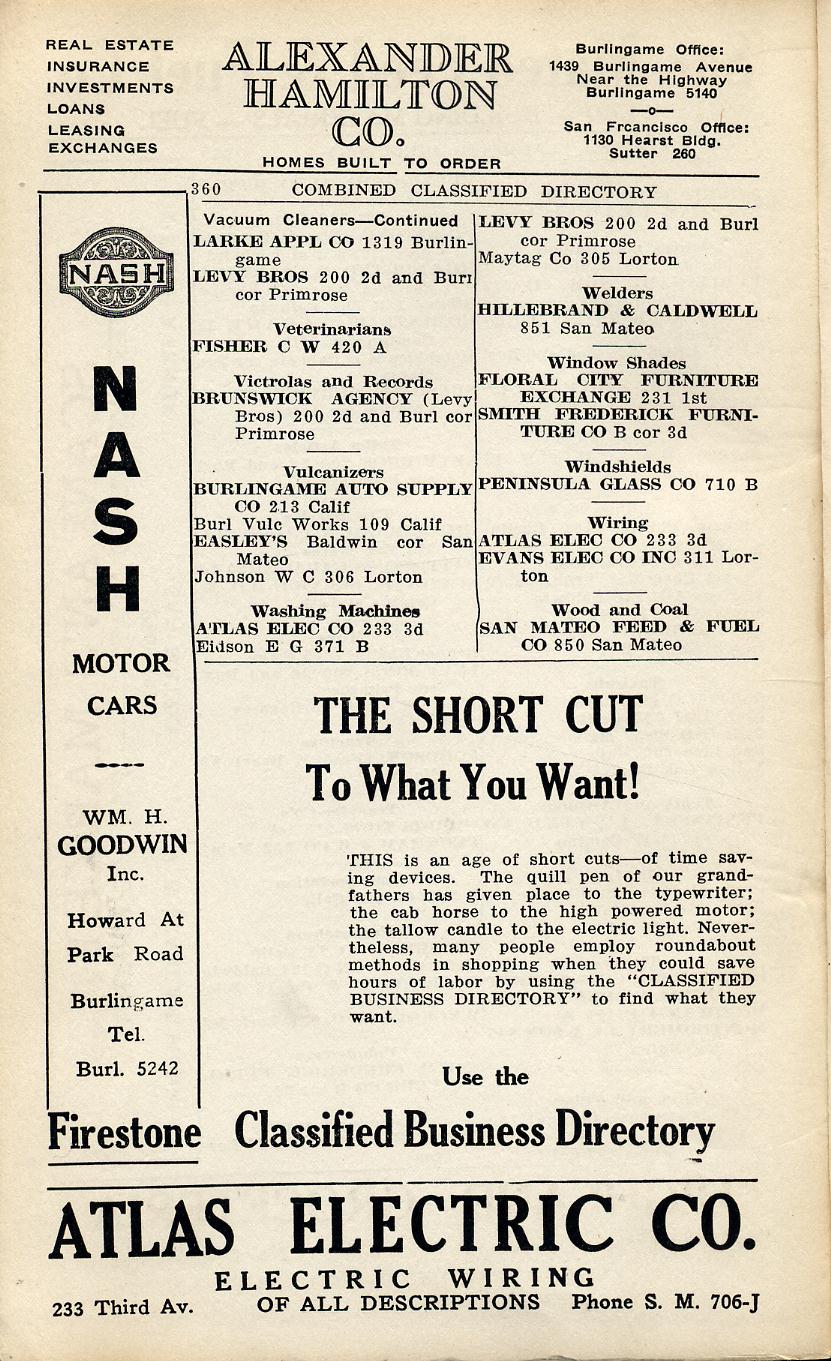 REAL ESTATE
INSURANCE
INVESTMENTS
LOANS
LEASING
EXCHANGES
ALEXANDER
HAMILTON
CO.
HOMES BUILT TO ORDER
Burlingame Office:
1439 Burlingame Avenue
Near the Highway
Burlingame 5140
—o—
San Frcancisco Office:
1130 Hearst Bldg.
Sutter 260
360 COMBINED CLASSIFIED DIRECTORY
NASH
NASH
MOTOR
CARS
WM. H.
GOODWIN
Inc.
Howard At
Park Road
Burlingame
Tel.
Burl. 5242
Firestone
Vacuum Cleaners—Continued
LARKE APPL CO 1319 Burlin-
game
LEVY BROS 200 2d and Burl
cor Primrose
Veterinarians
FISHER C W 420 A
Victrolas and Records
BRUNSWICK AGENCY (Levy
Bros) 200 2d and Burl cor
Primrose
Vulcanizers
BURLINGAME AUTO SUPPLY
CO 213 Calif
Burl Vulc Works 109 Calif
EASLEY'S Baldwin cor San
Mateo
Johnson W C 306 Lorton
Washing Machines
ATLAS ELEC CO 233 3d
Eidson E G 371 B
LEVY BROS 200 2d and Burl
cor Primrose
Maytag Co 305 Lorton
Welders
HILLEBRAND & CALDWELL
851 San Mateo
Window Shades
FLORAL CITY FURNITURE
EXCHANGE 231 1st
SMITH FREDERICK FURNI-
TURE CO B cor 3d
Windshields
PENINSULA GLASS CO 710 B
Wiring
ATLAS ELEC CO 233 3d
EVANS ELEC CO INC 311 Lor-
ton
Wood and Coal
SAN MATEO FEED & FUEL
CO 850 San Mateo
THE SHORT CUT
To What You Want!
THIS is an age of short cuts—of time sav-
ing devices. The quill pen of our grand-
fathers has given place to the typewriter;
the cab horse to the high powered motor;
the tallow candle to the electric light. Never-
theless, many people employ roundabout
methods in shopping when they could save
hours of labor by using the "CLASSIFIED
BUSINESS DIRECTORY" to find what they
want.
Use the
Classified Business Directory
ATLAS ELECTRIC CO.
ELECTRIC WIRING
233 Third Av. OF ALL DESCRIPTIONS Phone S. M. 706-J